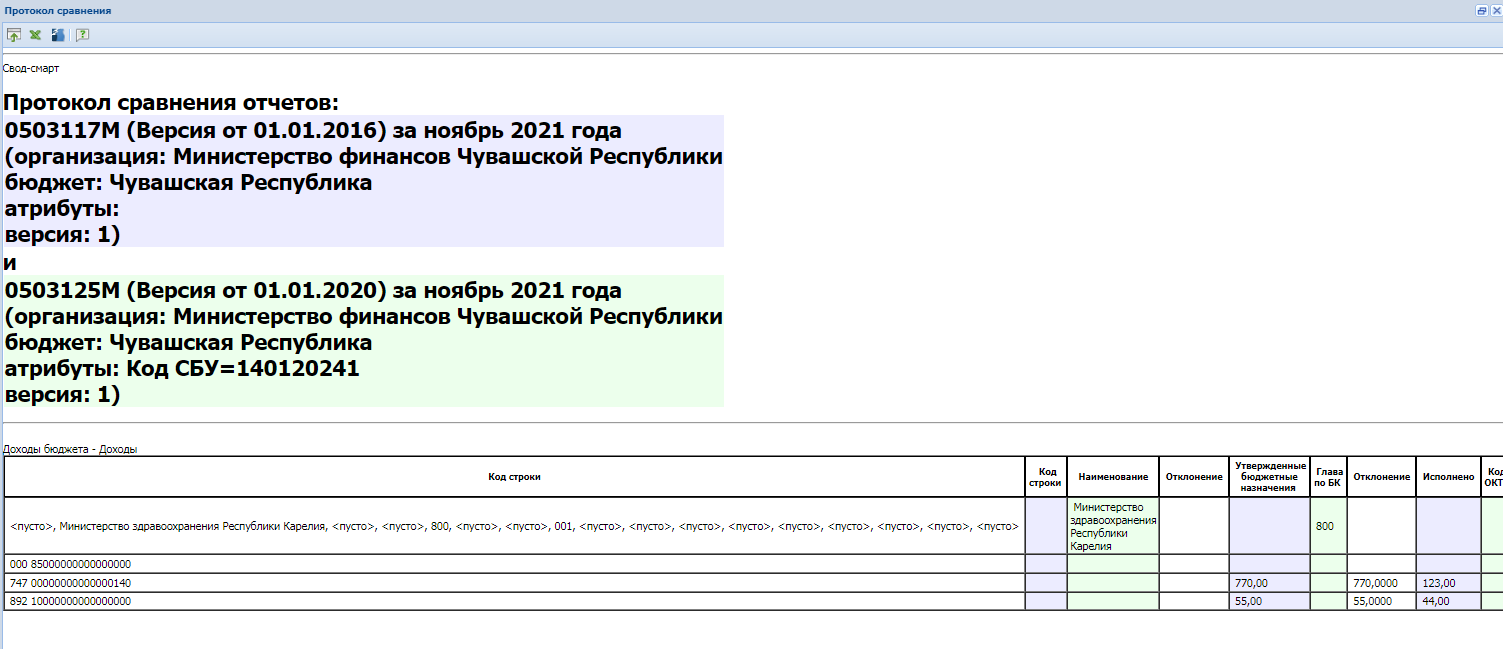 Протокол сравнения
Свод-смарт
Протокол сравнения отчетов:
0503117М (Версия от 01.01.2016) за ноябрь 2021 года
(организация: Министерство финансов Чувашской Республики
бюджет: Чувашская Республика
атрибуты:
версия: 1)
и
0503125М (Версия от 01.01.2020) за ноябрь 2021 года
(организация: Министерство финансов Чувашской Республики
бюджет: Чувашская Республика
атрибуты: Код СБУ=140120241
версия: 1)
Доходы бюджета - Доходы
Код строки
Код
строки
Наименование
Отклонение
Утвержденные
бюджетные
назначения
Глава
по БК
Отклонение
Исполнено
Код
ОКТ
<пусто>, Министерство здравоохранения Республики Карелия, <пусто>, <пусто>, 800, <пусто>, <пусто>, 001, <пусто>, <пусто>, <пусто>, <пусто>, <пусто>, <пусто>, <пусто>, <пусто>, <пусто>
Министерство
здравоохранения
Республики
Карелия
800
000 85000000000000000
747 00000000000000140
770,00
770,0000
123,00
892 10000000000000000
55,00
55,0000
44,00